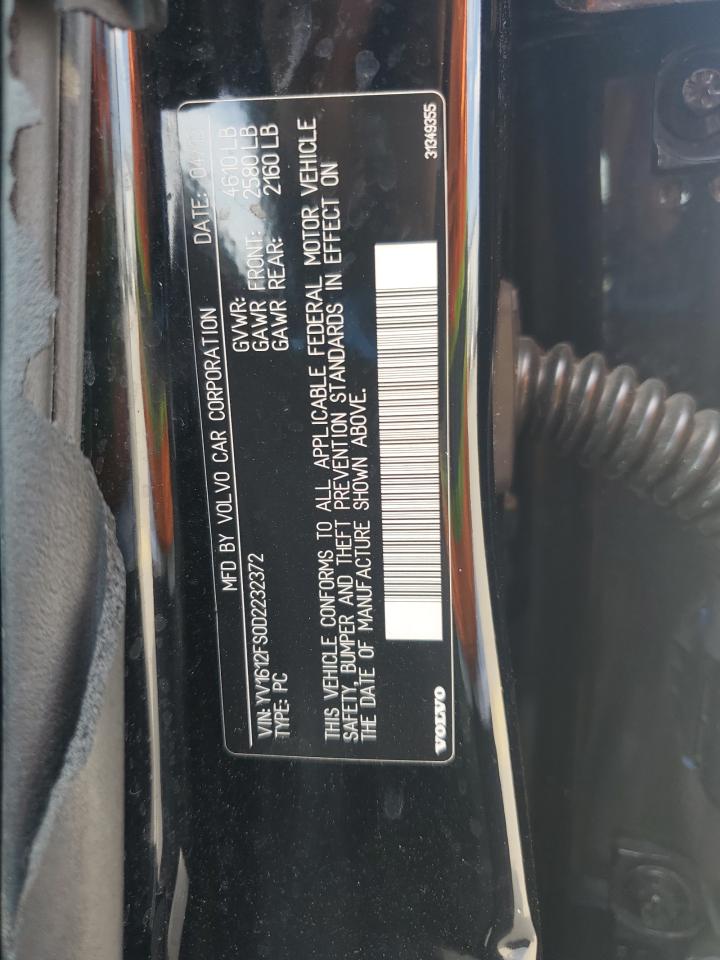 MFD BY VOLVO CAR CORPORATION DATE:
VIN: YV1612FS0D2232372 GVWR: 4610 LB
TYPE: PC GAWR FRONT: 2580 LB
GAWR REAR: 2160 LB
THIS VEHICLE CONFORMS TO ALL APPLICABLE FEDERAL MOTOR VEHICLE
SAFETY, BUMPER AND THEFT PREVENTION STANDARDS IN EFFECT ON
THE DATE OF MANUFACTURE SHOWN ABOVE.
VOLVO 31349355